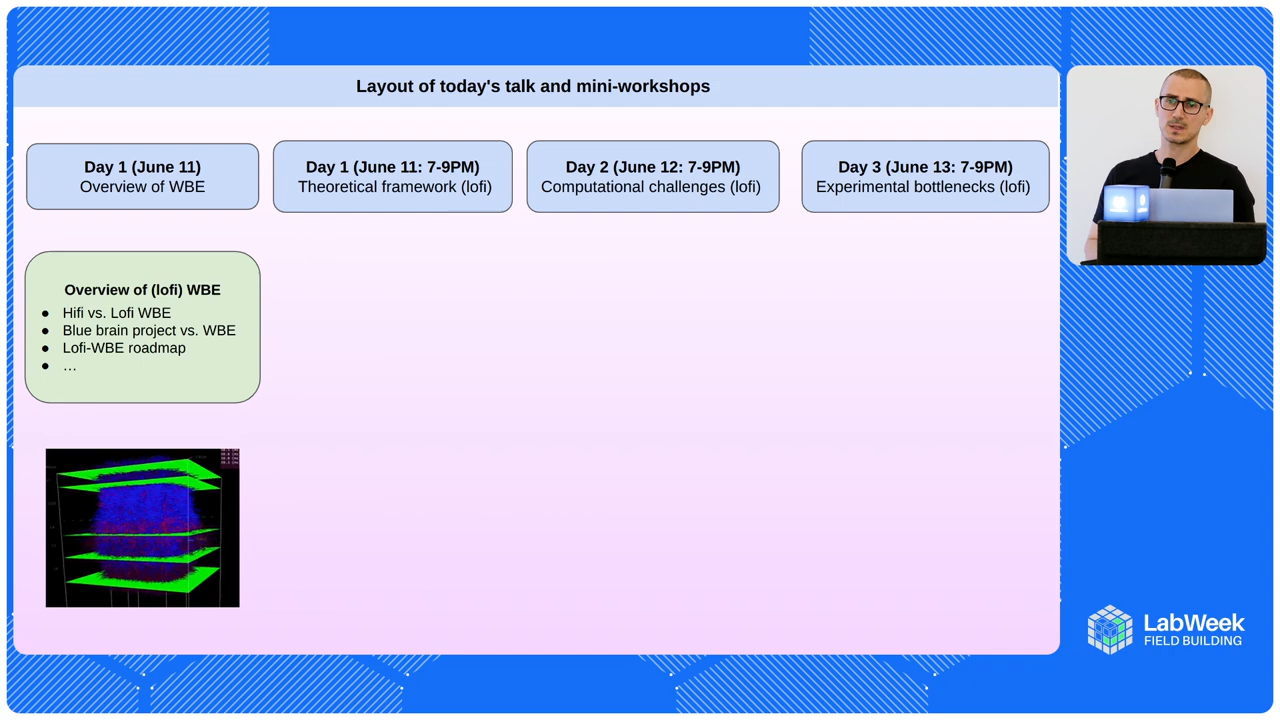 Layout of today's talk and mini-workshops
Day 1 (June 11)
Overview of WBE
Day 1 (June 11: 7-9PM)
Theoretical framework (lofi)
Day 2 (June 12: 7-9PM)
Computational challenges (lofi)
Day 3 (June 13: 7-9PM)
Experimental bottlenecks (lofi)
Overview of (lofi) WBE
● Hifi vs. Lofi WBE
● Blue brain project vs. WBE
● Lofi-WBE roadmap
● …
LabWeek
FIELD BUILDING